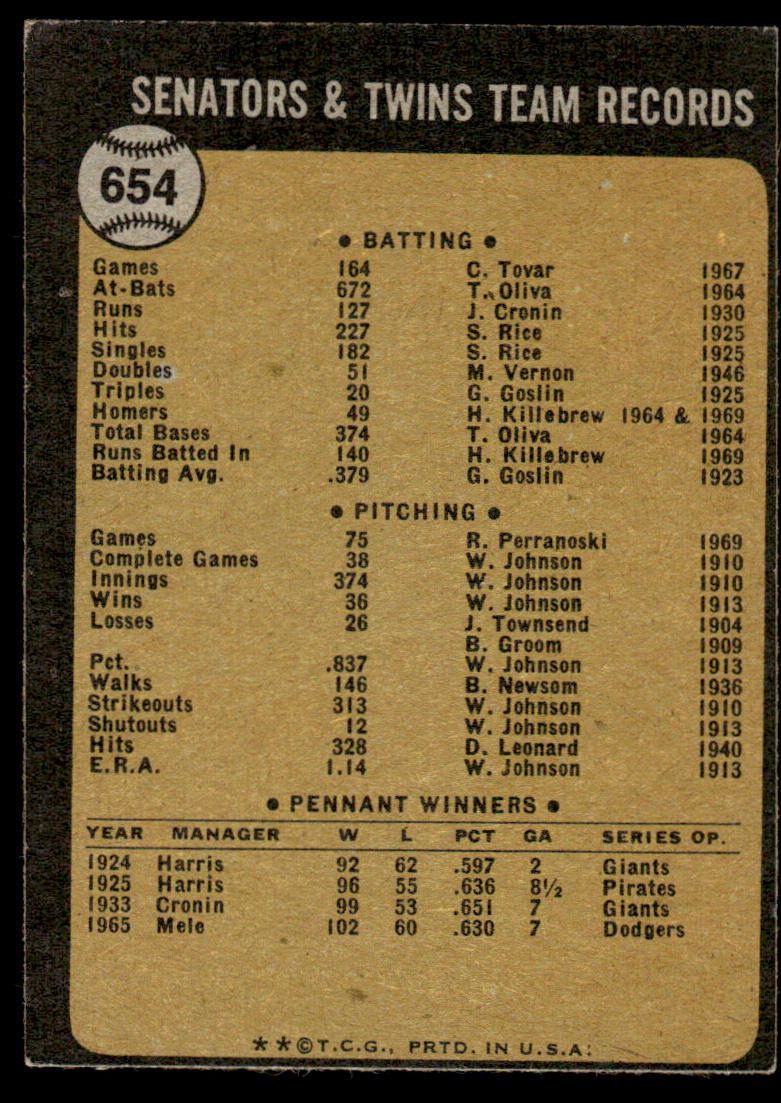 SENATORS & TWINS TEAM RECORDS
654
• BATTING •
Games 164 C. Tovar 1967
At-Bats 672 T. Oliva 1964
Runs 127 J. Cronin 1930
Hits 227 S. Rice 1925
Singles 182 S. Rice 1925
Doubles 51 M. Vernon 1946
Triples 20 G. Goslin 1925
Homers 49 H. Killebrew 1964 & 1969
Total Bases 374 T. Oliva 1964
Runs Batted In 140 H. Killebrew 1969
Batting Avg. .379 G. Goslin 1923
• PITCHING •
Games 75 R. Perranoski 1969
Complete Games 38 W. Johnson 1910
Innings 374 W. Johnson 1910
Wins 36 W. Johnson 1913
Losses 26 J. Townsend 1904
B. Groom 1909
Pct. .837 W. Johnson 1913
Walks 146 B. Newsom 1936
Strikeouts 313 W. Johnson 1910
Shutouts 12 W. Johnson 1913
Hits 328 D. Leonard 1940
E.R.A. 1.14 W. Johnson 1913
• PENNANT WINNERS •
YEAR MANAGER W L PCT GA SERIES OP.
1924 Harris 92 62 .597 2 Giants
1925 Harris 96 55 .636 8½ Pirates
1933 Cronin 99 53 .651 7 Giants
1965 Mele 102 60 .630 7 Dodgers
**©T.C.G., PRTD. IN U.S.A.